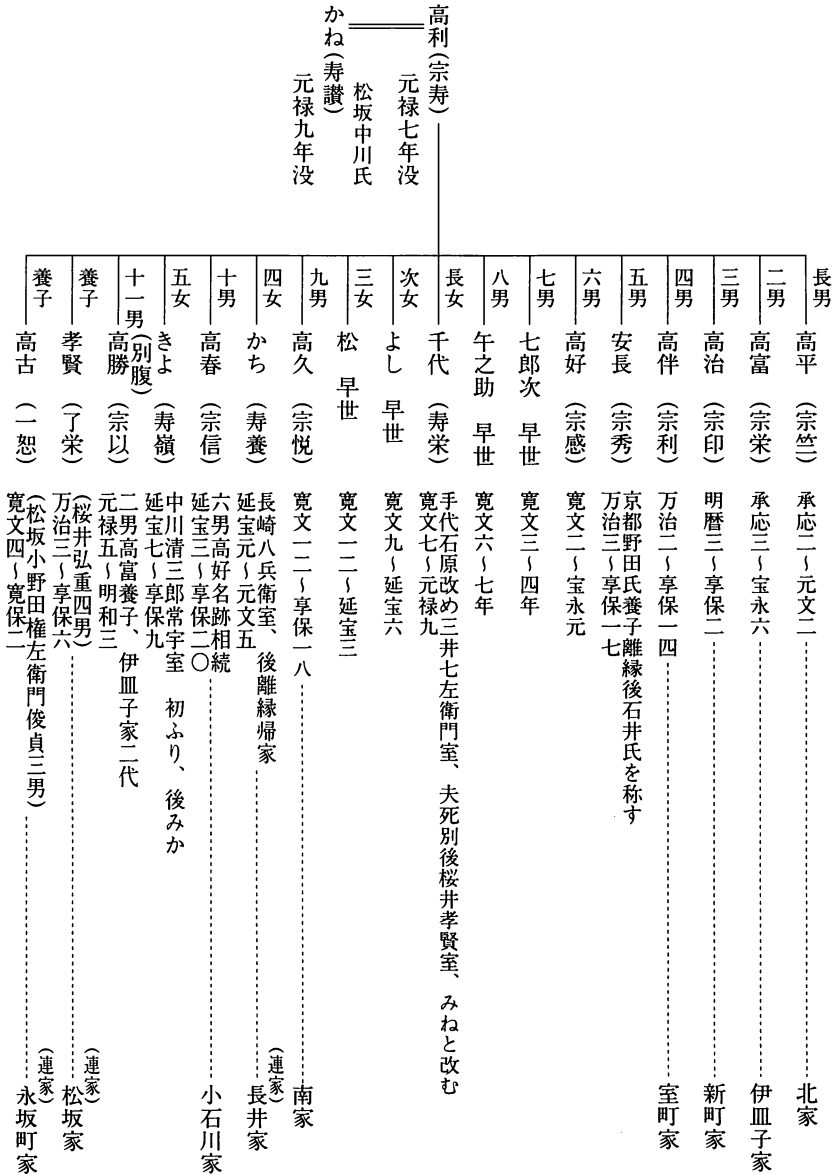 高利(宗寿)
元禄七年没
松坂中川氏
かね(寿讃)
元禄九年没
長男
高平 (宗竺)
承応二~元文二
北家
二男
高富 (宗栄)
承応三~宝永六
伊皿子家
三男
高治 (宗印)
明暦三~享保二
新町家
四男
高伴 (宗利)
万治二~享保一四
室町家
五男
安長 (宗秀)
京都野田氏養子離縁後石井氏を称す
万治三~享保一七
六男
高好 (宗感)
寛文二~宝永元
七男
七郎次 早世
寛文三~四年
八男
午之助 早世
寛文六~七年
長女
千代 (寿栄)
手代石原改め三井七左衛門室、夫死別後桜井孝賢室、みねと改む
寛文七~元禄九
次女
よし 早世
寛文九~延宝六
三女
松 早世
寛文一二~延宝三
九男
高久 (宗悦)
寛文一二~享保一八
南家
四女
かち (寿養)
長崎八兵衛室、後離縁帰家
延宝元~元文五
(連家)
長井家
十男
高春 (宗信)
六男高好名跡相続
延宝三~享保二〇
小石川家
五女
きよ (寿嶺)
中川清三郎常宇室 初ふり、後みか
延宝七~享保九
十一男(別腹)
高勝 (宗以)
二男高富養子、伊皿子家二代
元禄五~明和三
養子
孝賢 (了栄)
(桜井弘重四男)
万治三~享保六
(連家)
松坂家
養子
高古 (一恕)
(松坂小野田権左衛門俊貞三男)
寛文四~寛保二
(連家)
永坂町家